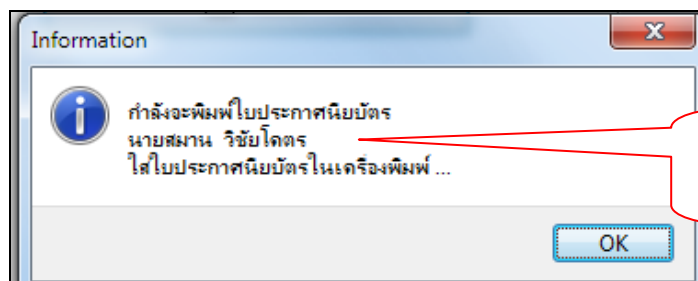 Information
กำลังจะพิมพ์ใบประกาศนียบัตร
นายสมาน วิชัยโคตร
ใส่ใบประกาศนียบัตรในเครื่องพิมพ์ ...
OK